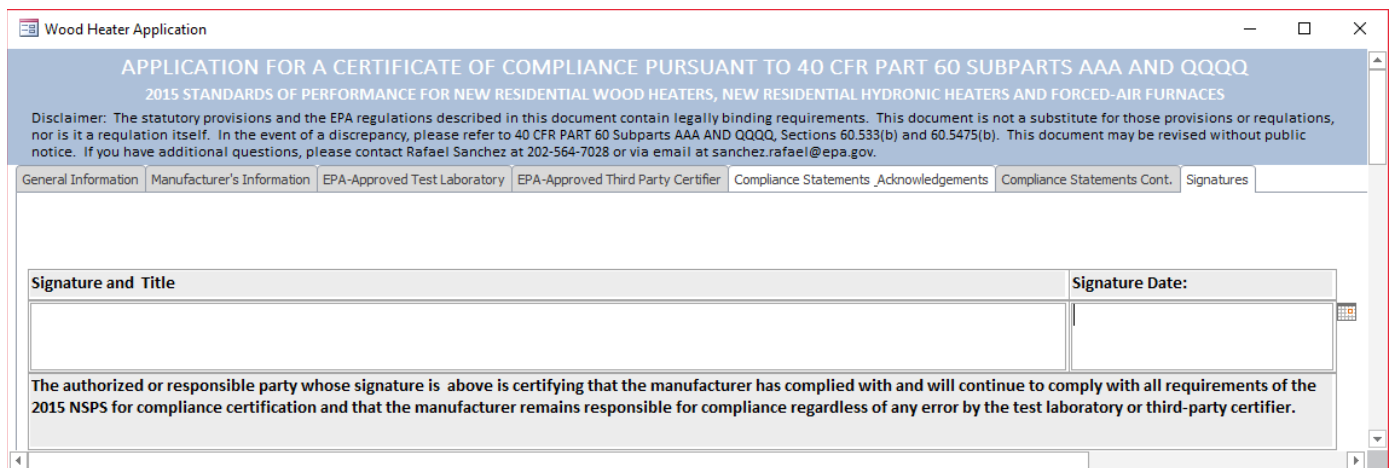 Wood Heater Application
APPLICATION FOR A CERTIFICATE OF COMPLIANCE PURSUANT TO 40 CFR PART 60 SUBPARTS AAA AND QQQQ
2015 STANDARDS OF PERFORMANCE FOR NEW RESIDENTIAL WOOD HEATERS, NEW RESIDENTIAL HYDRONIC HEATERS AND FORCED-AIR FURNACES
Disclaimer: The statutory provisions and the EPA regulations described in this document contain legally binding requirements. This document is not a substitute for those provisions or requlations,
nor is it a requlation itself. In the event of a discrepancy, please refer to 40 CFR PART 60 Subparts AAA AND QQQQ, Sections 60.533(b) and 60.5475(b). This document may be revised without public
notice. If you have additional questions, please contact Rafael Sanchez at 202-564-7028 or via email at sanchez.rafael@epa.gov.
General Information Manufacturer's Information EPA-Approved Test Laboratory EPA-Approved Third Party Certifier Compliance Statements _Acknowledgements Compliance Statements Cont. Signatures
Signature and Title Signature Date:
The authorized or responsible party whose signature is above is certifying that the manufacturer has complied with and will continue to comply with all requirements of the
2015 NSPS for compliance certification and that the manufacturer remains responsible for compliance regardless of any error by the test laboratory or third-party certifier.